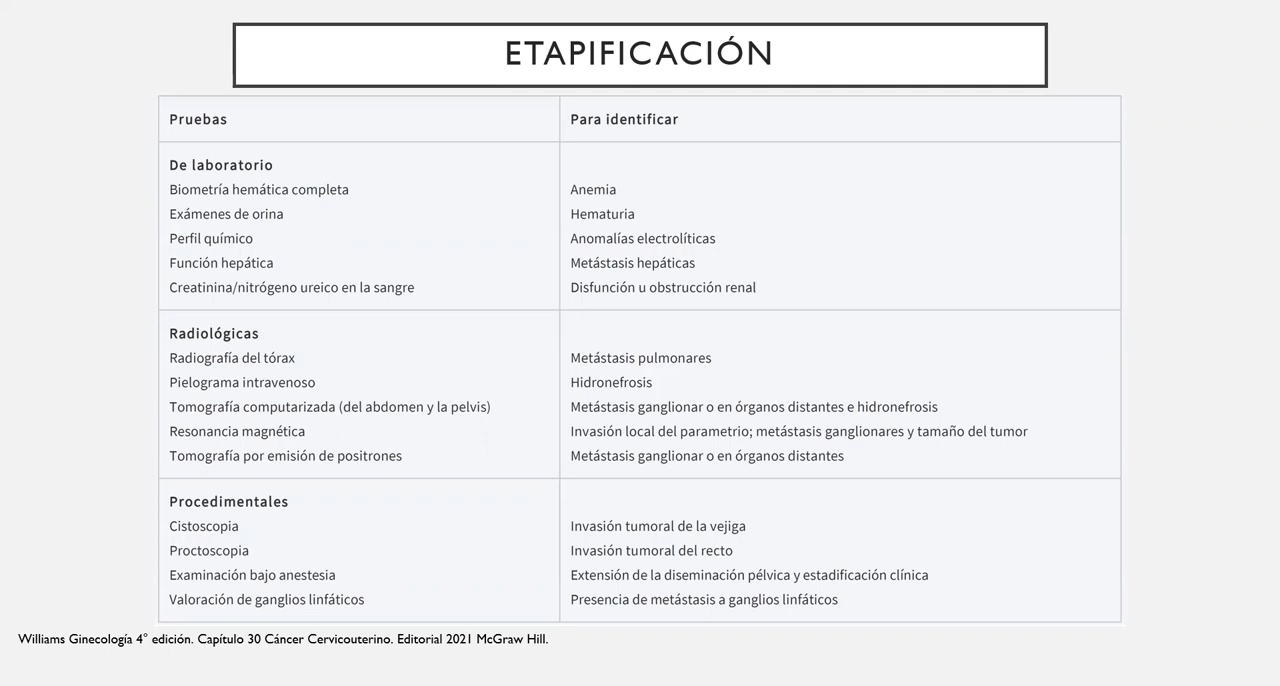 ETAPIFICACIÓN
Pruebas Para identificar
De laboratorio
Biometría hemática completa Anemia
Exámenes de orina Hematuria
Perfil químico Anomalías electrolíticas
Función hepática Metástasis hepáticas
Creatinina/nitrógeno ureico en la sangre Disfunción u obstrucción renal
Radiológicas
Radiografía del tórax Metástasis pulmonares
Pielograma intravenoso Hidronefrosis
Tomografía computarizada (del abdomen y la pelvis) Metástasis ganglionar o en órganos distantes e hidronefrosis
Resonancia magnética Invasión local del parametrio; metástasis ganglionares y tamaño del tumor
Tomografía por emisión de positrones Metástasis ganglionar o en órganos distantes
Procedimentales
Cistoscopia Invasión tumoral de la vejiga
Proctoscopia Invasión tumoral del recto
Examinación bajo anestesia Extensión de la diseminación pélvica y estadificación clínica
Valoración de ganglios linfáticos Presencia de metástasis a ganglios linfáticos
Williams Ginecología 4° edición. Capítulo 30 Cáncer Cervicouterino. Editorial 2021 McGraw Hill.